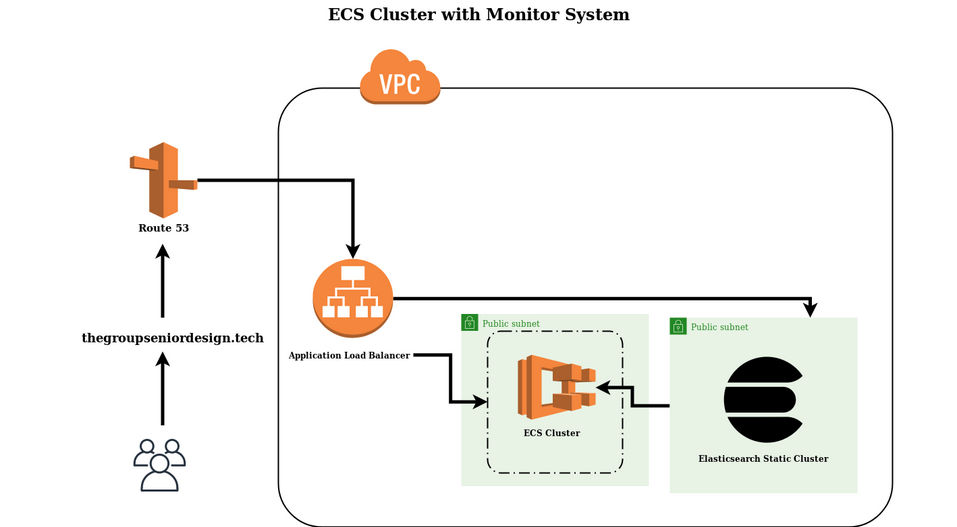 ECS Cluster with Monitor System
VPC
Route 53
thegroupseniordesign.tech
Application Load Balancer
Public subnet
ECS Cluster
Public subnet
Elasticsearch Static Cluster